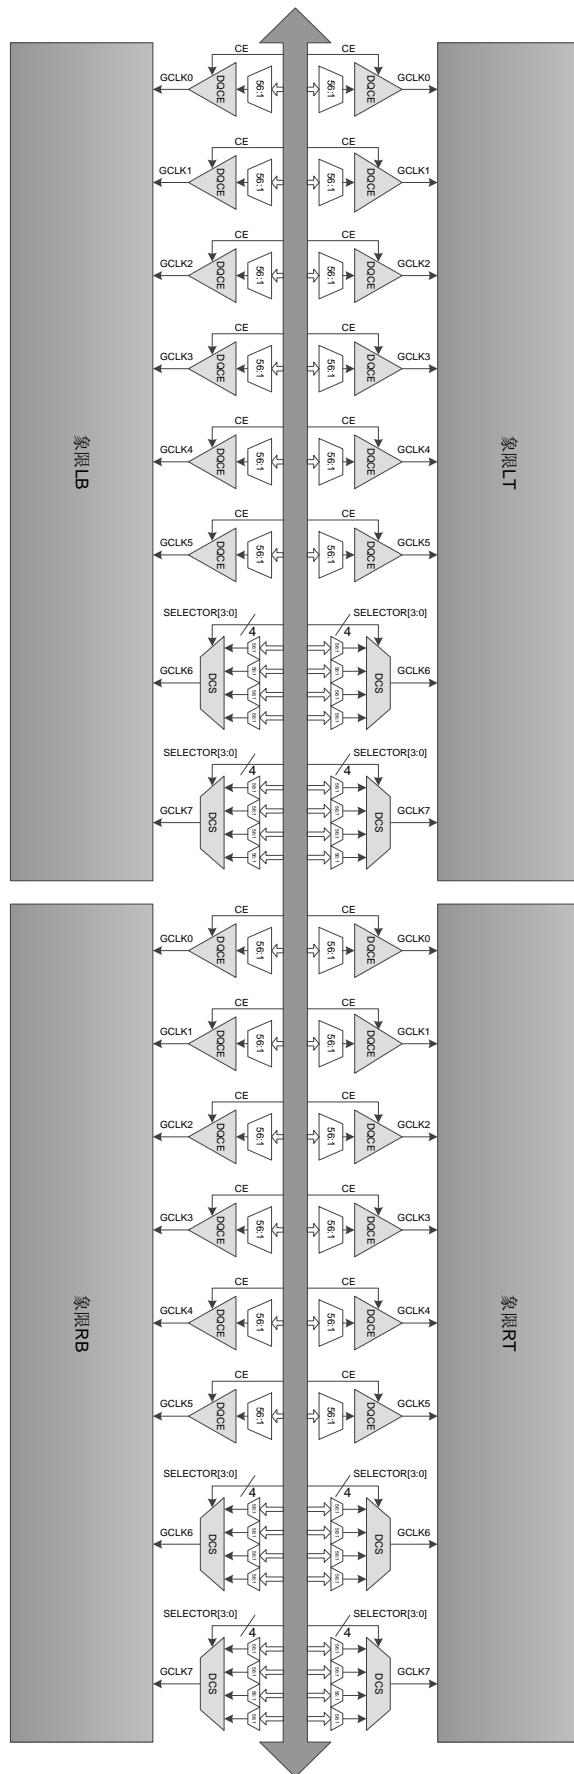 CE CE
GCLK0 DQCE 56:1 56:1 DQCE GCLK0
CE CE
GCLK1 DQCE 56:1 56:1 DQCE GCLK1
CE CE
GCLK2 DQCE 56:1 56:1 DQCE GCLK2
CE CE
GCLK3 DQCE 56:1 56:1 DQCE GCLK3
象限LB
象限LT
CE CE
GCLK4 DQCE 56:1 56:1 DQCE GCLK4
CE CE
GCLK5 DQCE 56:1 56:1 DQCE GCLK5
SELECTOR[3:0] SELECTOR[3:0]
4 4
GCLK6 DCS DCS GCLK6
SELECTOR[3:0] SELECTOR[3:0]
4 4
GCLK7 DCS DCS GCLK7
CE CE
GCLK0 DQCE 56:1 56:1 DQCE GCLK0
CE CE
GCLK1 DQCE 56:1 56:1 DQCE GCLK1
CE CE
GCLK2 DQCE 56:1 56:1 DQCE GCLK2
CE CE
GCLK3 DQCE 56:1 56:1 DQCE GCLK3
象限RB
象限RT
CE CE
GCLK4 DQCE 56:1 56:1 DQCE GCLK4
CE CE
GCLK5 DQCE 56:1 56:1 DQCE GCLK5
SELECTOR[3:0] SELECTOR[3:0]
4 4
GCLK6 DCS DCS GCLK6
SELECTOR[3:0] SELECTOR[3:0]
4 4
GCLK7 DCS DCS GCLK7